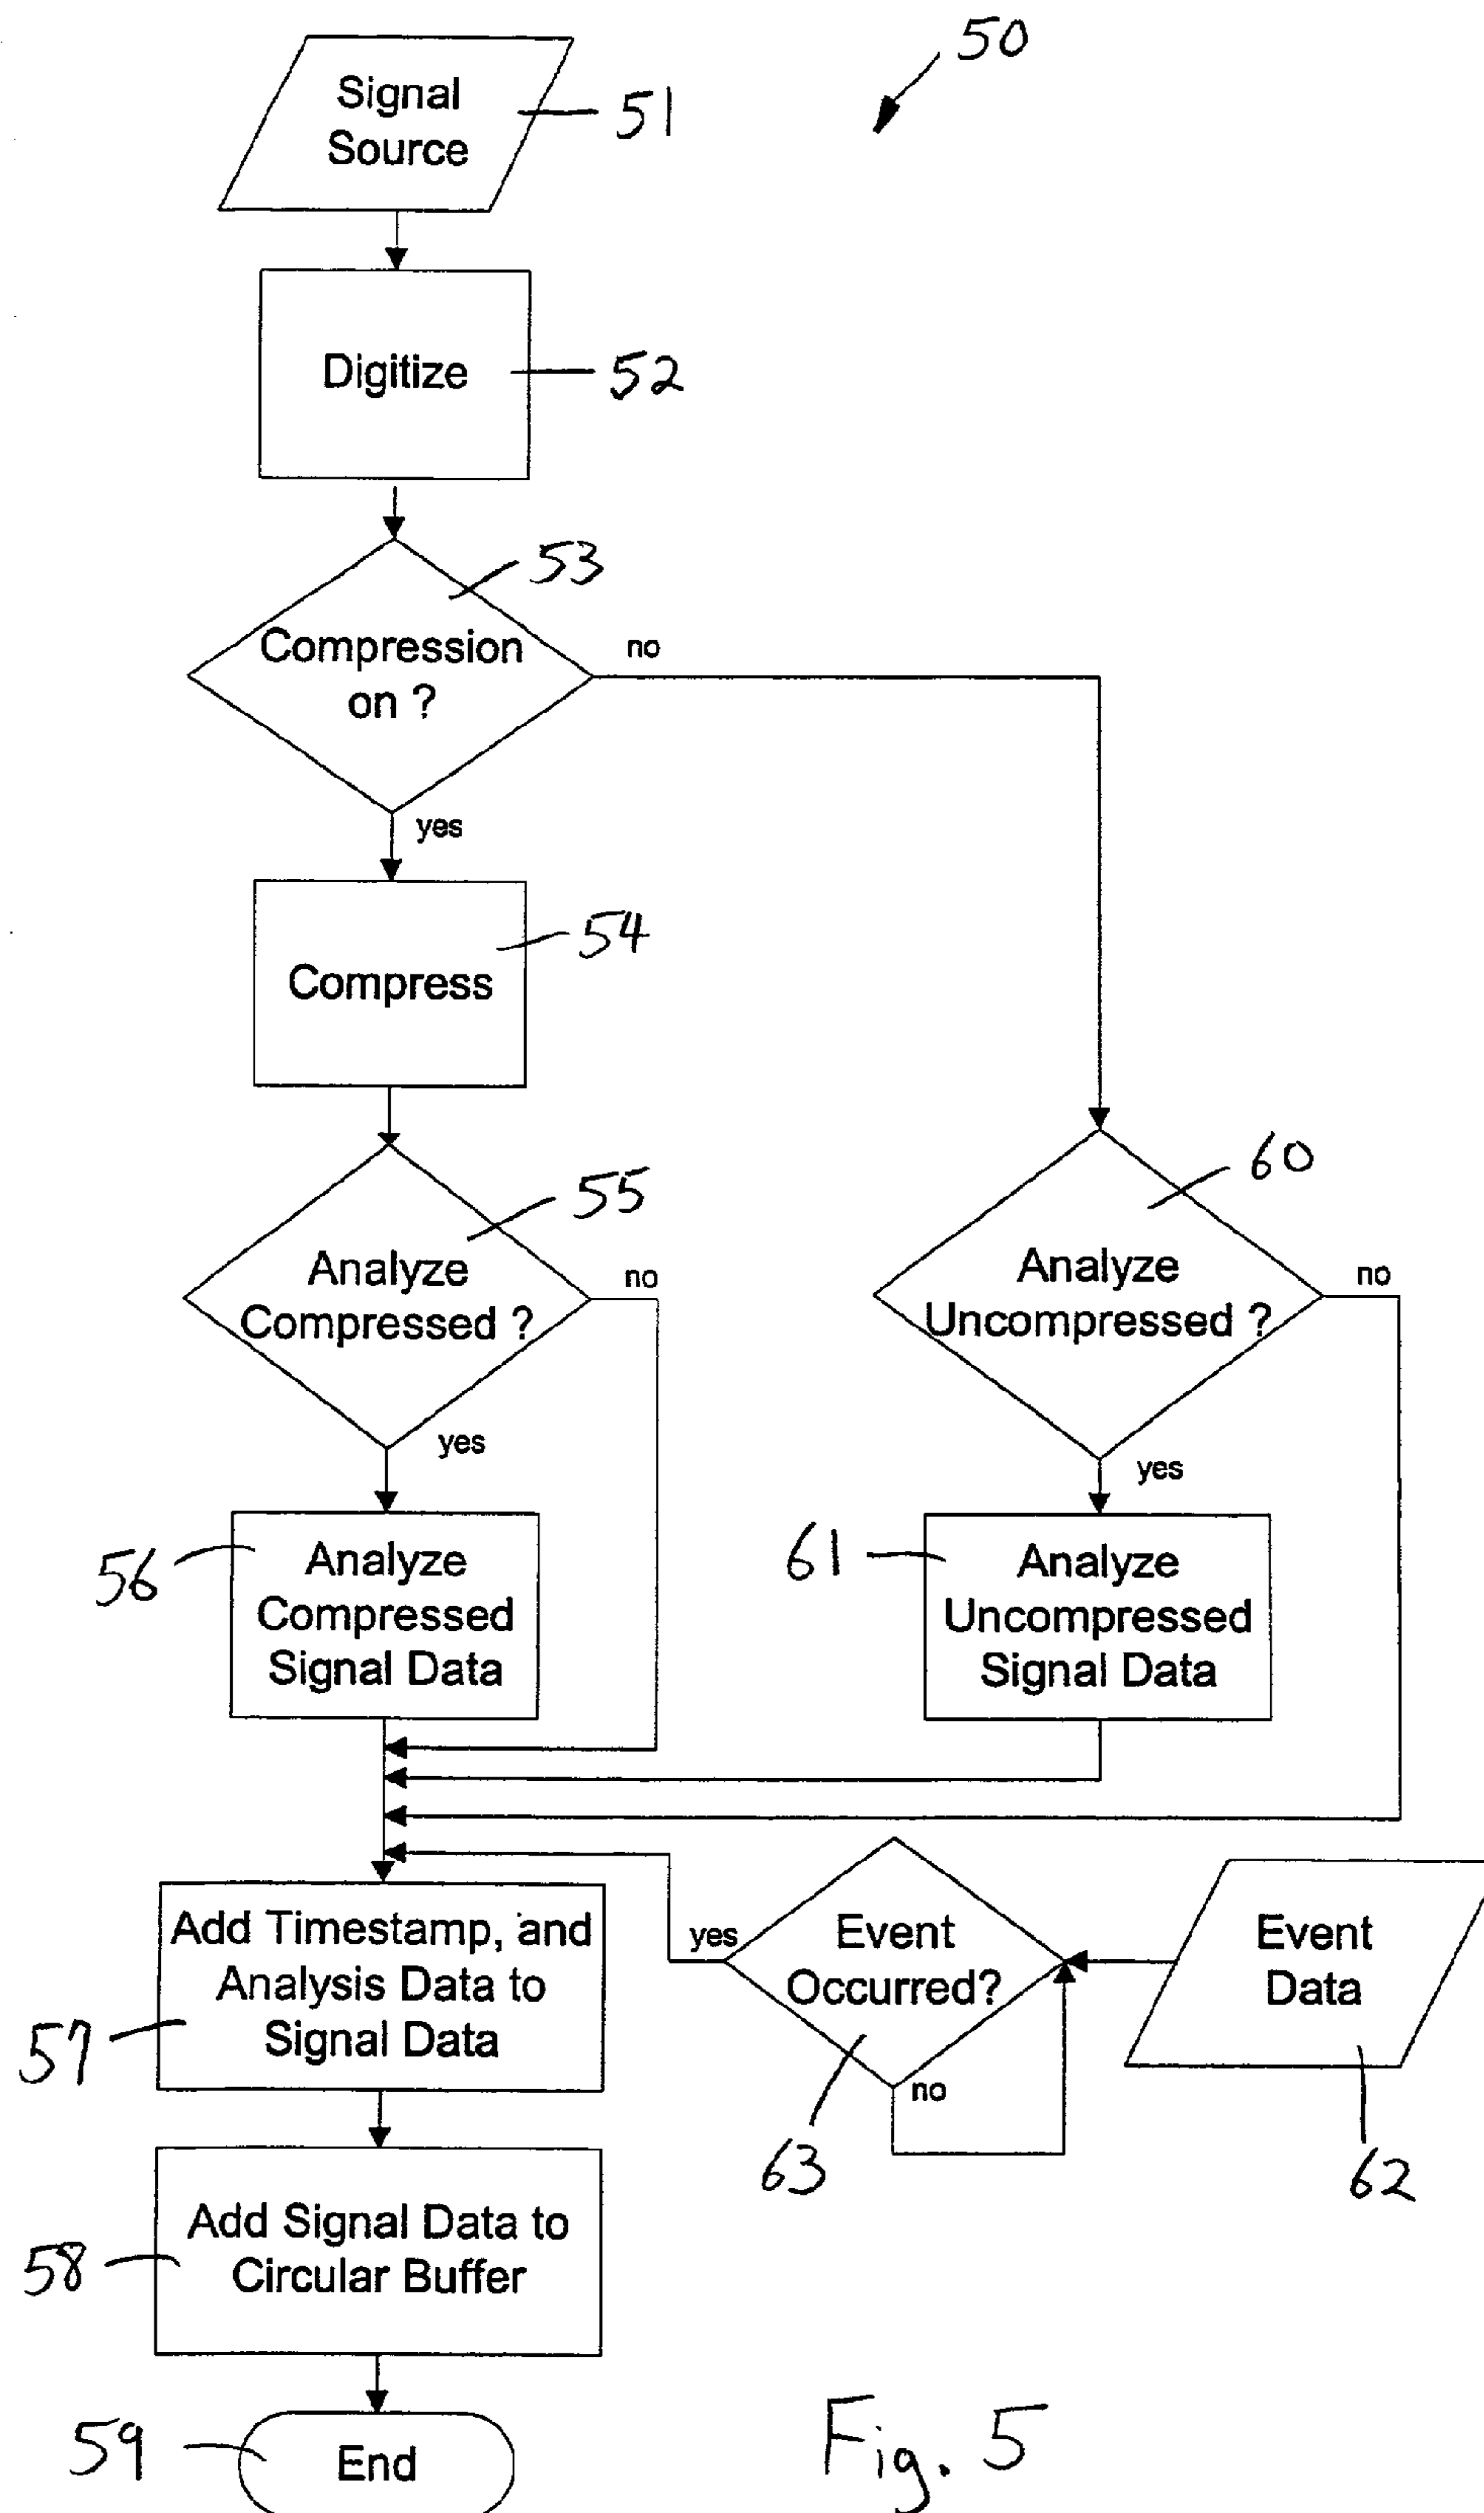 50
Signal
Source
51
Digitize
52
53
Compression
on ?
no
yes
54
Compress
55
Analyze
Compressed ?
no
yes
60
Analyze
Uncompressed ?
no
yes
56
Analyze
Compressed
Signal Data
61
Analyze
Uncompressed
Signal Data
Add Timestamp, and
Analysis Data to
Signal Data
57
yes
Event
Occurred?
no
63
Event
Data
62
58
Add Signal Data to
Circular Buffer
59
End
Fig. 5